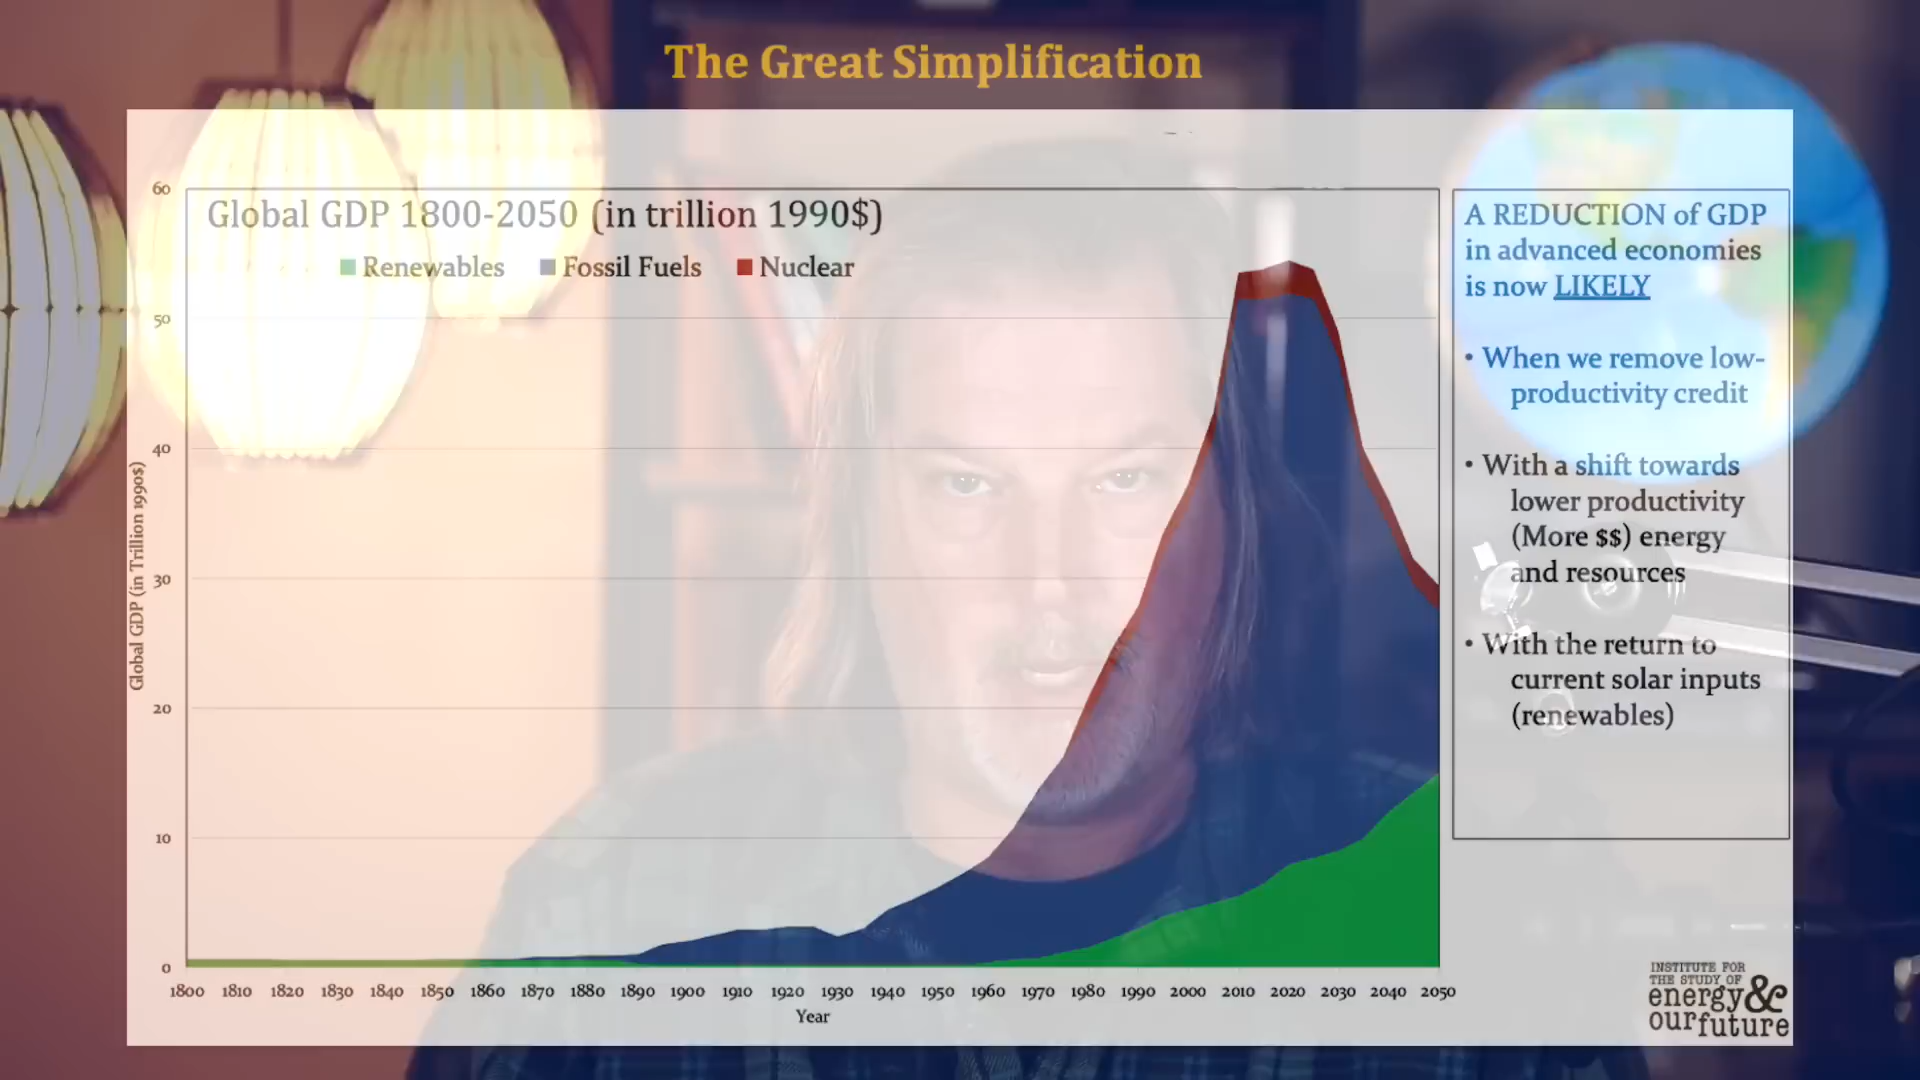 The Great Simplification
Global GDP 1800-2050 (in trillion 1990$)
Renewables Fossil Fuels Nuclear
60
50
40
30
20
10
0
Global GDP (in Trillion 1990$)
1800 1810 1820 1830 1840 1850 1860 1870 1880 1890 1900 1910 1920 1930 1940 1950 1960 1970 1980 1990 2000 2010 2020 2030 2040 2050
Year
A REDUCTION of GDP
in advanced economies
is now LIKELY
• When we remove low-
productivity credit
• With a shift towards
lower productivity
(More $$) energy
and resources
• With the return to
current solar inputs
(renewables)
INSTITUTE FOR
THE STUDY OF
energy &
our future